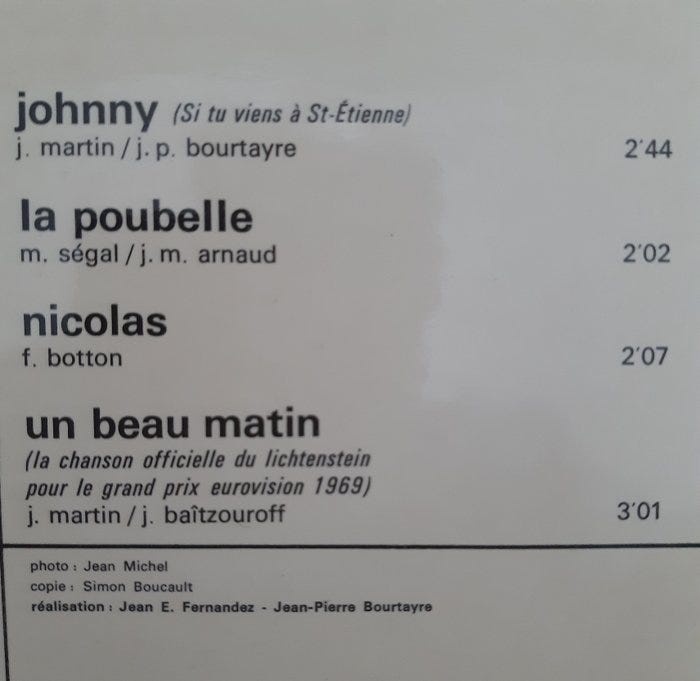 johnny (Si tu viens à St-Étienne)
j. martin / j. p. bourtayre 2'44
la poubelle
m. ségal / j. m. arnaud 2'02
nicolas
f. botton 2'07
un beau matin
(la chanson officielle du lichtenstein
pour le grand prix eurovision 1969)
j. martin / j. baîtzouroff 3'01
photo : Jean Michel
copie : Simon Boucault
réalisation : Jean E. Fernandez - Jean-Pierre Bourtayre